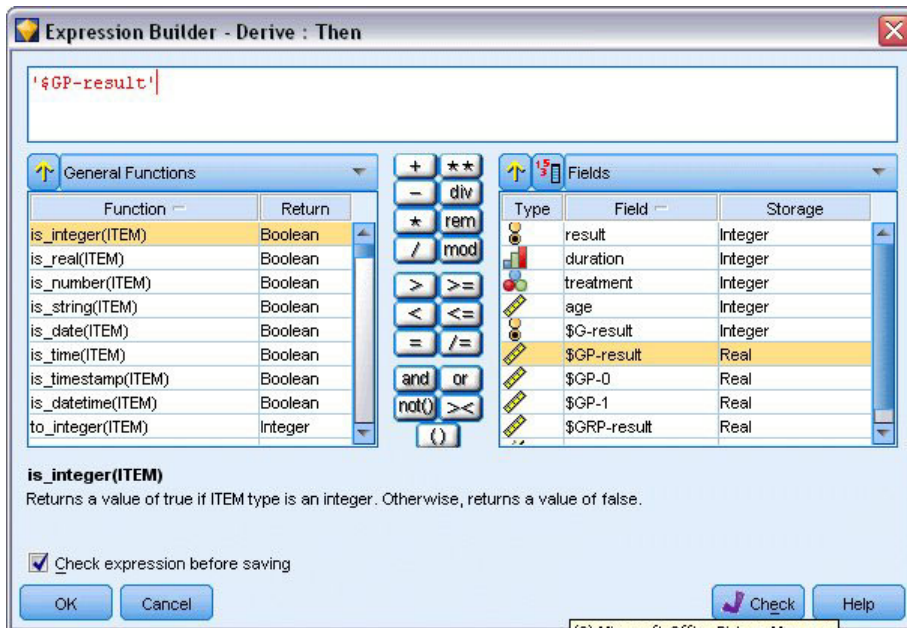 Expression Builder - Derive : Then
'$GP-result'
General Functions
Function Return
is_integer(ITEM) Boolean
is_real(ITEM) Boolean
is_number(ITEM) Boolean
is_string(ITEM) Boolean
is_date(ITEM) Boolean
is_time(ITEM) Boolean
is_timestamp(ITEM) Boolean
is_datetime(ITEM) Boolean
to_integer(ITEM) Integer
+ **
- div
* rem
/ mod
> >=
< <=
= /=
and or
not() ><
()
Fields
Type Field Storage
result Integer
duration Integer
treatment Integer
age Integer
$G-result Integer
$GP-result Real
$GP-0 Real
$GP-1 Real
$GRP-result Real
is_integer(ITEM)
Returns a value of true if ITEM type is an integer. Otherwise, returns a value of false.
Check expression before saving
OK Cancel Check Help